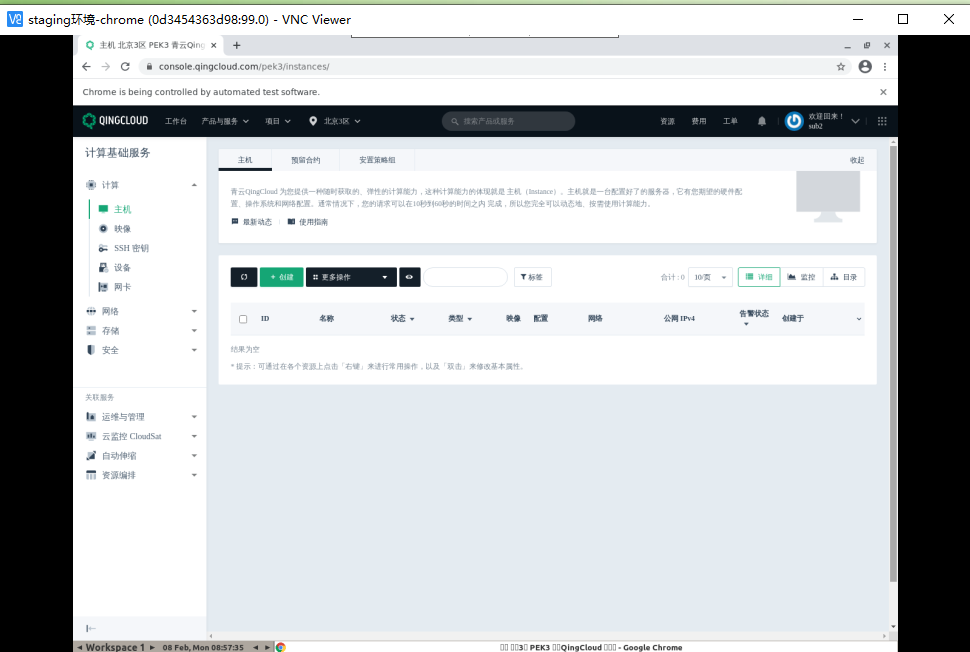 staging环境-chrome (0d3454363d98:99.0) - VNC Viewer
主机 北京3区 PEK3 青云Qing
console.qingcloud.com/pek3/instances/
Chrome is being controlled by automated test software.
QINGCLOUD 工作台 产品与服务 项目 北京3区 搜索产品或服务 资源 费用 工单 欢迎回来！
sub2
计算基础服务
计算
主机
映像
SSH 密钥
设备
网卡
网络
存储
安全
关联服务
运维与管理
云监控 CloudSat
自动伸缩
资源编排
主机 预留合约 安置策略组 收起
青云QingCloud 为您提供一种随时获取的、弹性的计算能力，这种计算能力的体现就是 主机（Instance）。主机就是一台配置好了的服务器，它有您期望的硬件配
置、操作系统和网络配置。通常情况下，您的请求可以在10秒到60秒的时间之内 完成，所以您完全可以动态地、按需使用计算能力。
最新动态 使用指南
+ 创建 更多操作 标签 合计：0 10/页 详细 监控 目录
ID 名称 状态 类型 映像 配置 网络 公网 IPv4 告警状态 创建于
结果为空
* 提示：可通过在各个资源上点击「右键」来进行常用操作，以及「双击」来修改基本属性。
Workspace 1 08 Feb, Mon 08:57:35 3 PEK3 QingCloud - Google Chrome